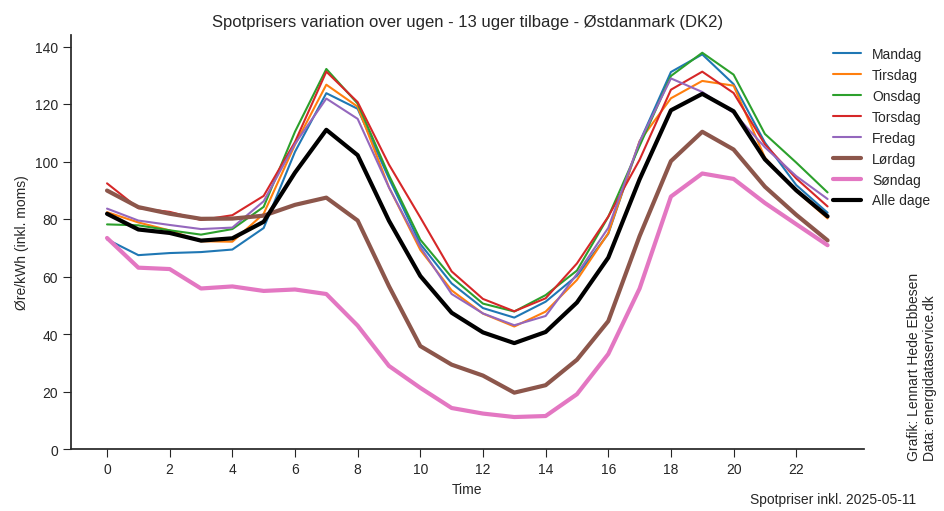 Spotprisers variation over ugen - 13 uger tilbage - Østdanmark (DK2)
Øre/kWh (inkl. moms)
140
120
100
80
60
40
20
0
0 2 4 6 8 10 12 14 16 18 20 22
Time
Mandag
Tirsdag
Onsdag
Torsdag
Fredag
Lørdag
Søndag
Alle dage
Grafik: Lennart Hede Ebbesen
Data: energidataservice.dk
Spotpriser inkl. 2025-05-11